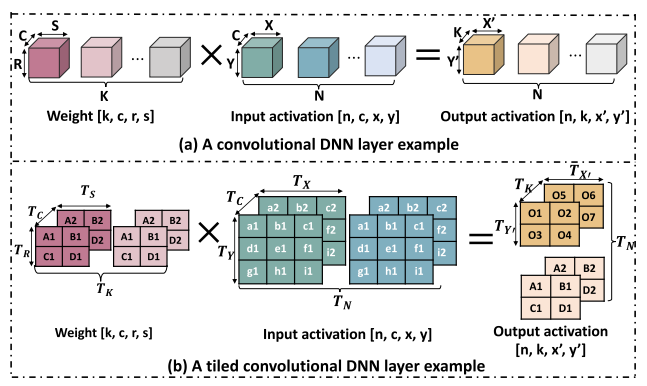 C S
R
K
Weight [k, c, r, s]
×
C X
Y
...
N
Input activation [n, c, x, y]
=
K X'
Y'
...
N
Output activation [n, k, x', y']
(a) A convolutional DNN layer example
T_C T_S
A2 B2 A2 B2
T_R A1 B1 D2 A1 B1 D2
C1 D1 C1 D1
T_K
Weight [k, c, r, s]
×
T_C T_X
a2 b2 c2 a2 b2 c2
a1 b1 c1 f2 a1 b1 c1 f2
T_Y d1 e1 f1 i2 d1 e1 f1 i2
g1 h1 i1 g1 h1 i1
T_N
Input activation [n, c, x, y]
=
T_K T_X'
O5 O6
O1 O2 O7
T_Y' O3 O4
T_N
A2 B2
A1 B1 D2
C1 D1
Output activation
[n, k, x', y']
(b) A tiled convolutional DNN layer example